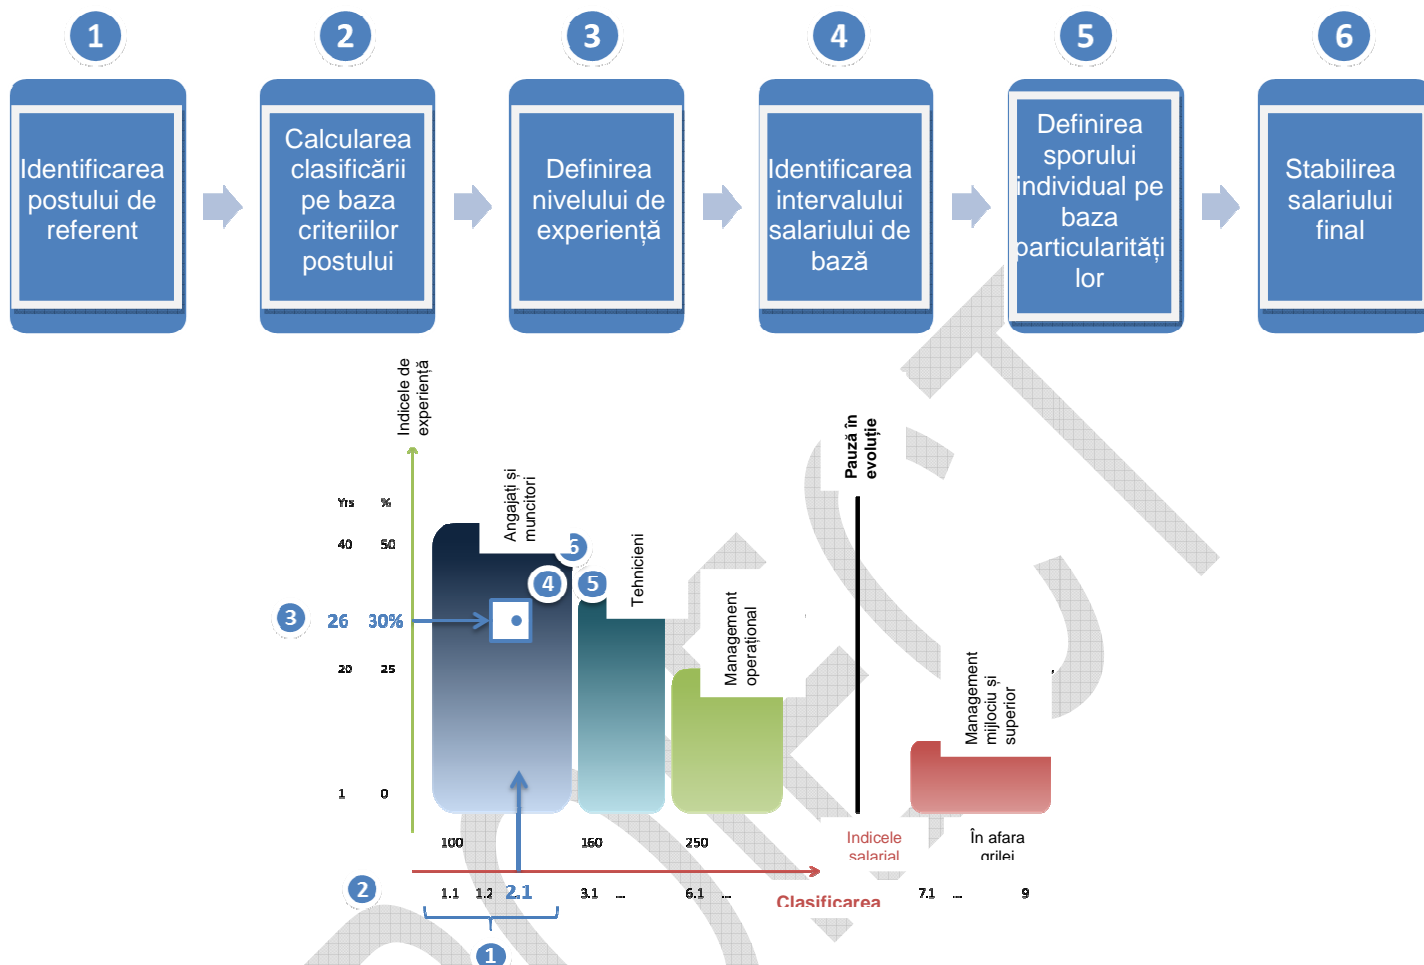 1
2
3
4
5
6
Identificarea
postului de
referent
Calcularea
clasificării
pe baza
criteriilor
postului
Definirea
nivelului de
experiență
Identificarea
intervalului
salariului de
bază
Definirea
sporului
individual pe
baza
particularități
lor
Stabilirea
salariului
final
Indicele de
experiență
Pauză în
evoluție
Angajați și
muncitori
Tehnicieni
Management
operațional
Management
mijlociu și
superior
Yrs %
40 50
6
4
5
3 26 30%
20 25
1 0
100 160 250
Indicele
salarial
În afara
grilei
2
1.1 1.2 2.1 3.1 ... 6.1 ... 7.1 ... 9
Clasificarea
1
PROIECT